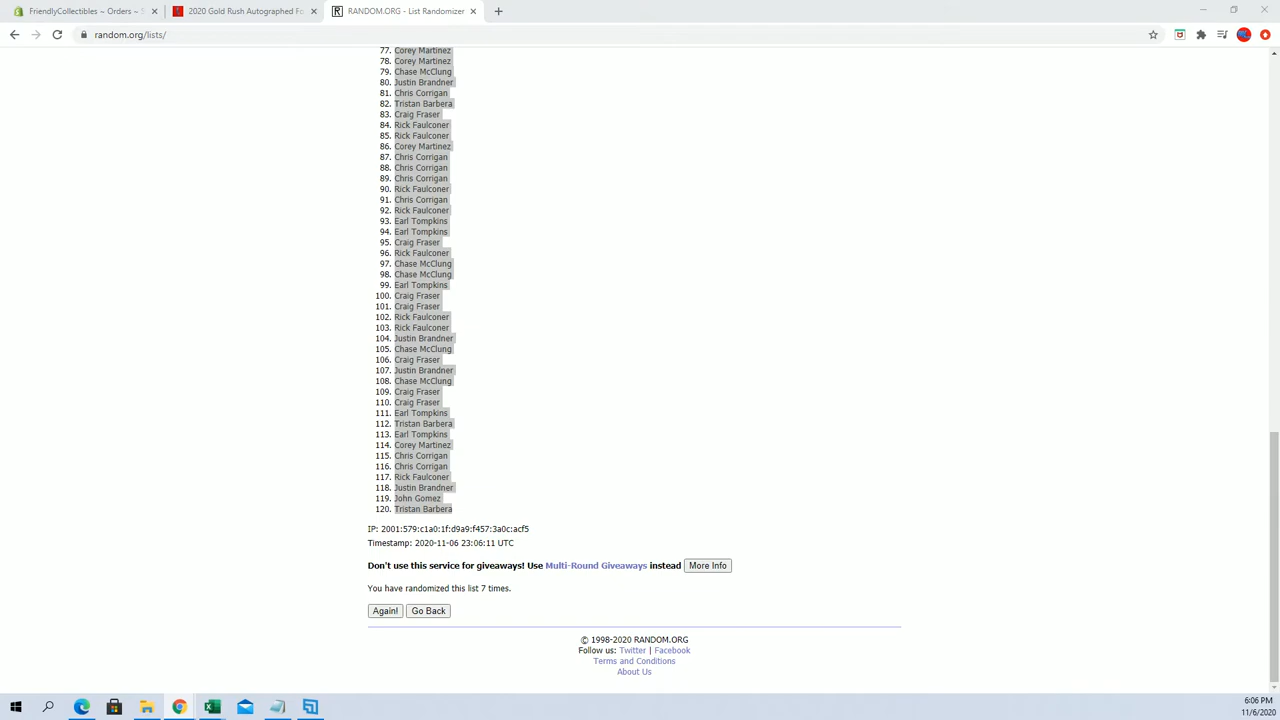 FriendlyCollectibles ~ Orders ~ S
2020 Gold Rush Autographed Fo
RANDOM.ORG - List Randomizer
random.org/lists/
77. Corey Martinez
78. Corey Martinez
79. Chase McClung
80. Justin Brandner
81. Chris Corrigan
82. Tristan Barbera
83. Craig Fraser
84. Rick Faulconer
85. Rick Faulconer
86. Corey Martinez
87. Chris Corrigan
88. Chris Corrigan
89. Chris Corrigan
90. Rick Faulconer
91. Chris Corrigan
92. Rick Faulconer
93. Earl Tompkins
94. Earl Tompkins
95. Craig Fraser
96. Rick Faulconer
97. Chase McClung
98. Chase McClung
99. Earl Tompkins
100. Craig Fraser
101. Craig Fraser
102. Rick Faulconer
103. Rick Faulconer
104. Justin Brandner
105. Chase McClung
106. Craig Fraser
107. Justin Brandner
108. Chase McClung
109. Craig Fraser
110. Craig Fraser
111. Earl Tompkins
112. Tristan Barbera
113. Earl Tompkins
114. Corey Martinez
115. Chris Corrigan
116. Chris Corrigan
117. Rick Faulconer
118. Justin Brandner
119. John Gomez
120. Tristan Barbera
IP: 2001:579:c1a0:1f:d9a9:f457:3a0c:acf5
Timestamp: 2020-11-06 23:06:11 UTC
Don't use this service for giveaways! Use Multi-Round Giveaways instead More Info
You have randomized this list 7 times.
Again! Go Back
© 1998-2020 RANDOM.ORG
Follow us: Twitter | Facebook
Terms and Conditions
About Us
6:06 PM
11/6/2020